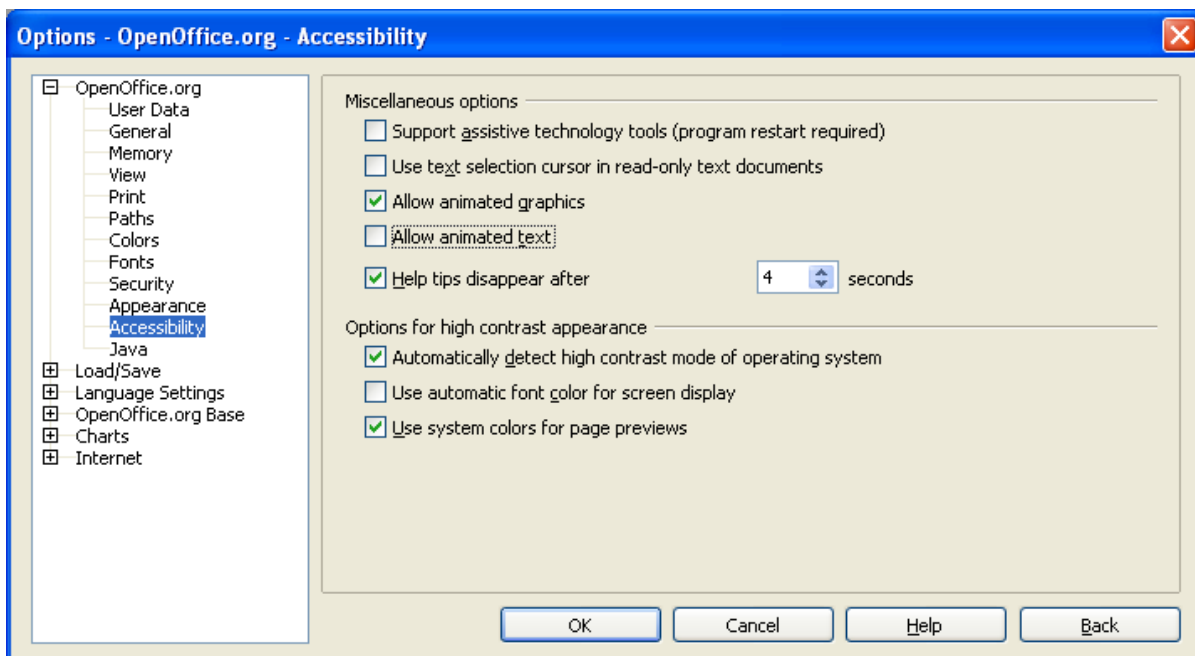 Options - OpenOffice.org - Accessibility
OpenOffice.org
User Data
General
Memory
View
Print
Paths
Colors
Fonts
Security
Appearance
Accessibility
Java
Load/Save
Language Settings
OpenOffice.org Base
Charts
Internet
Miscellaneous options
Support assistive technology tools (program restart required)
Use text selection cursor in read-only text documents
Allow animated graphics
Allow animated text
Help tips disappear after 4 seconds
Options for high contrast appearance
Automatically detect high contrast mode of operating system
Use automatic font color for screen display
Use system colors for page previews
OK Cancel Help Back